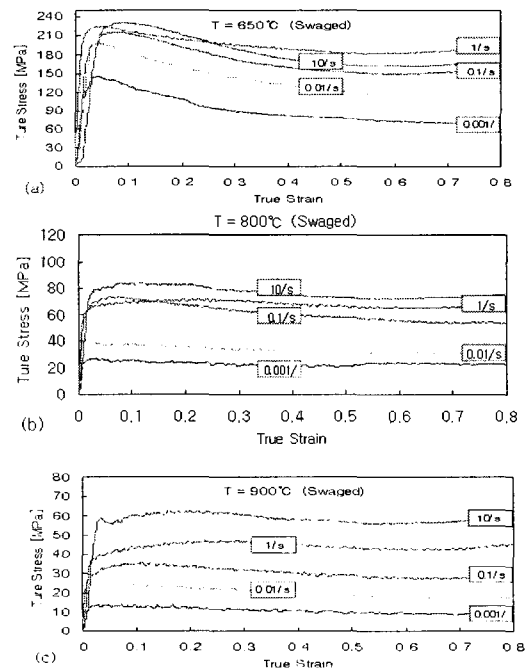 T = 650℃ (Swaged)
Ture Stress [MPa]
240
210
180
150
120
90
60
30
0
1/s
10/s
0.1/s
0.01/s
0.001/
0 0.1 0.2 0.3 0.4 0.5 0.6 0.7 0.8
True Strain
(a)
T = 800℃ (Swaged)
Ture Stress [MPa]
120
100
80
60
40
20
0
10/s
1/s
0.1/s
0.01/s
0.001/
0 0.1 0.2 0.3 0.4 0.5 0.6 0.7 0.8
True Strain
(b)
T = 900℃ (Swaged)
Ture Stress [MPa]
80
70
60
50
40
30
20
10
0
10/s
1/s
0.1/s
0.01/s
0.001/
0 0.1 0.2 0.3 0.4 0.5 0.6 0.7 0.8
True Strain
(c)